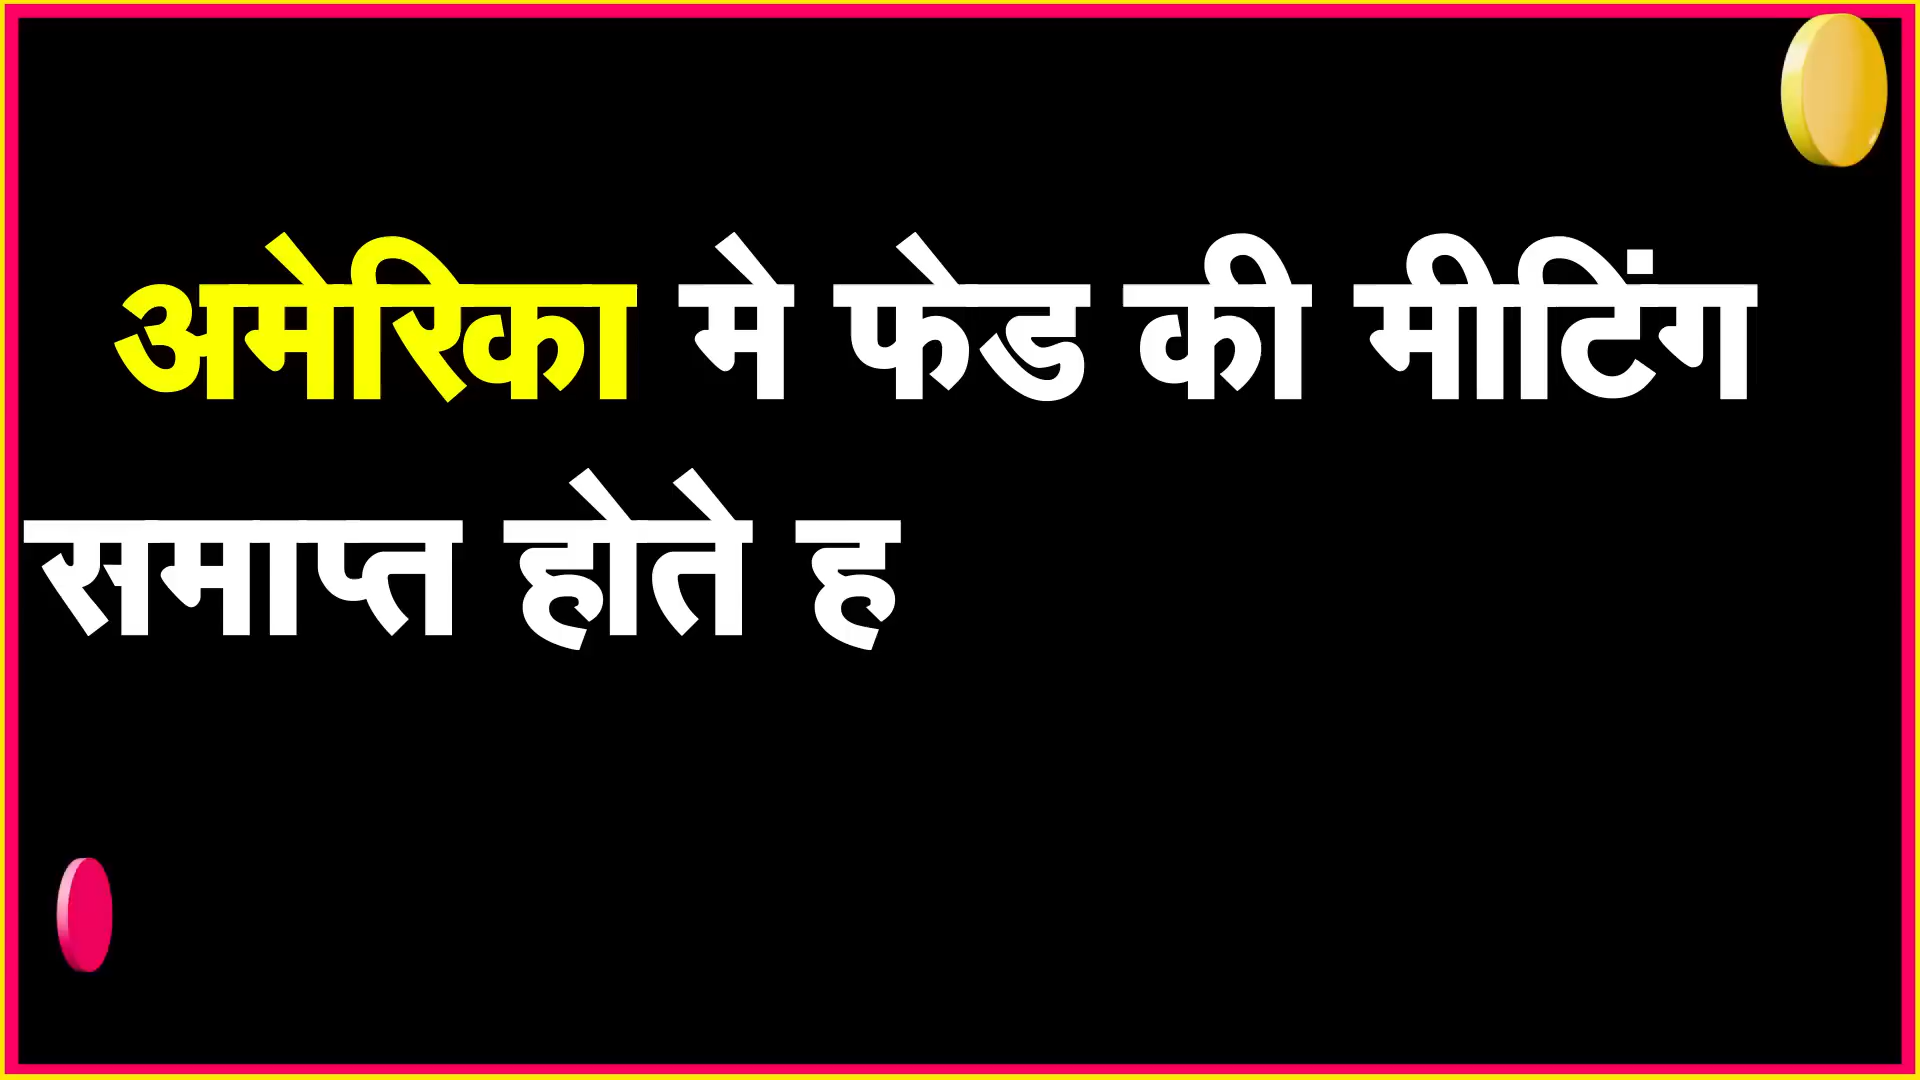 अमेरिका मे फेड की मीटिंग
समाप्त होते ह